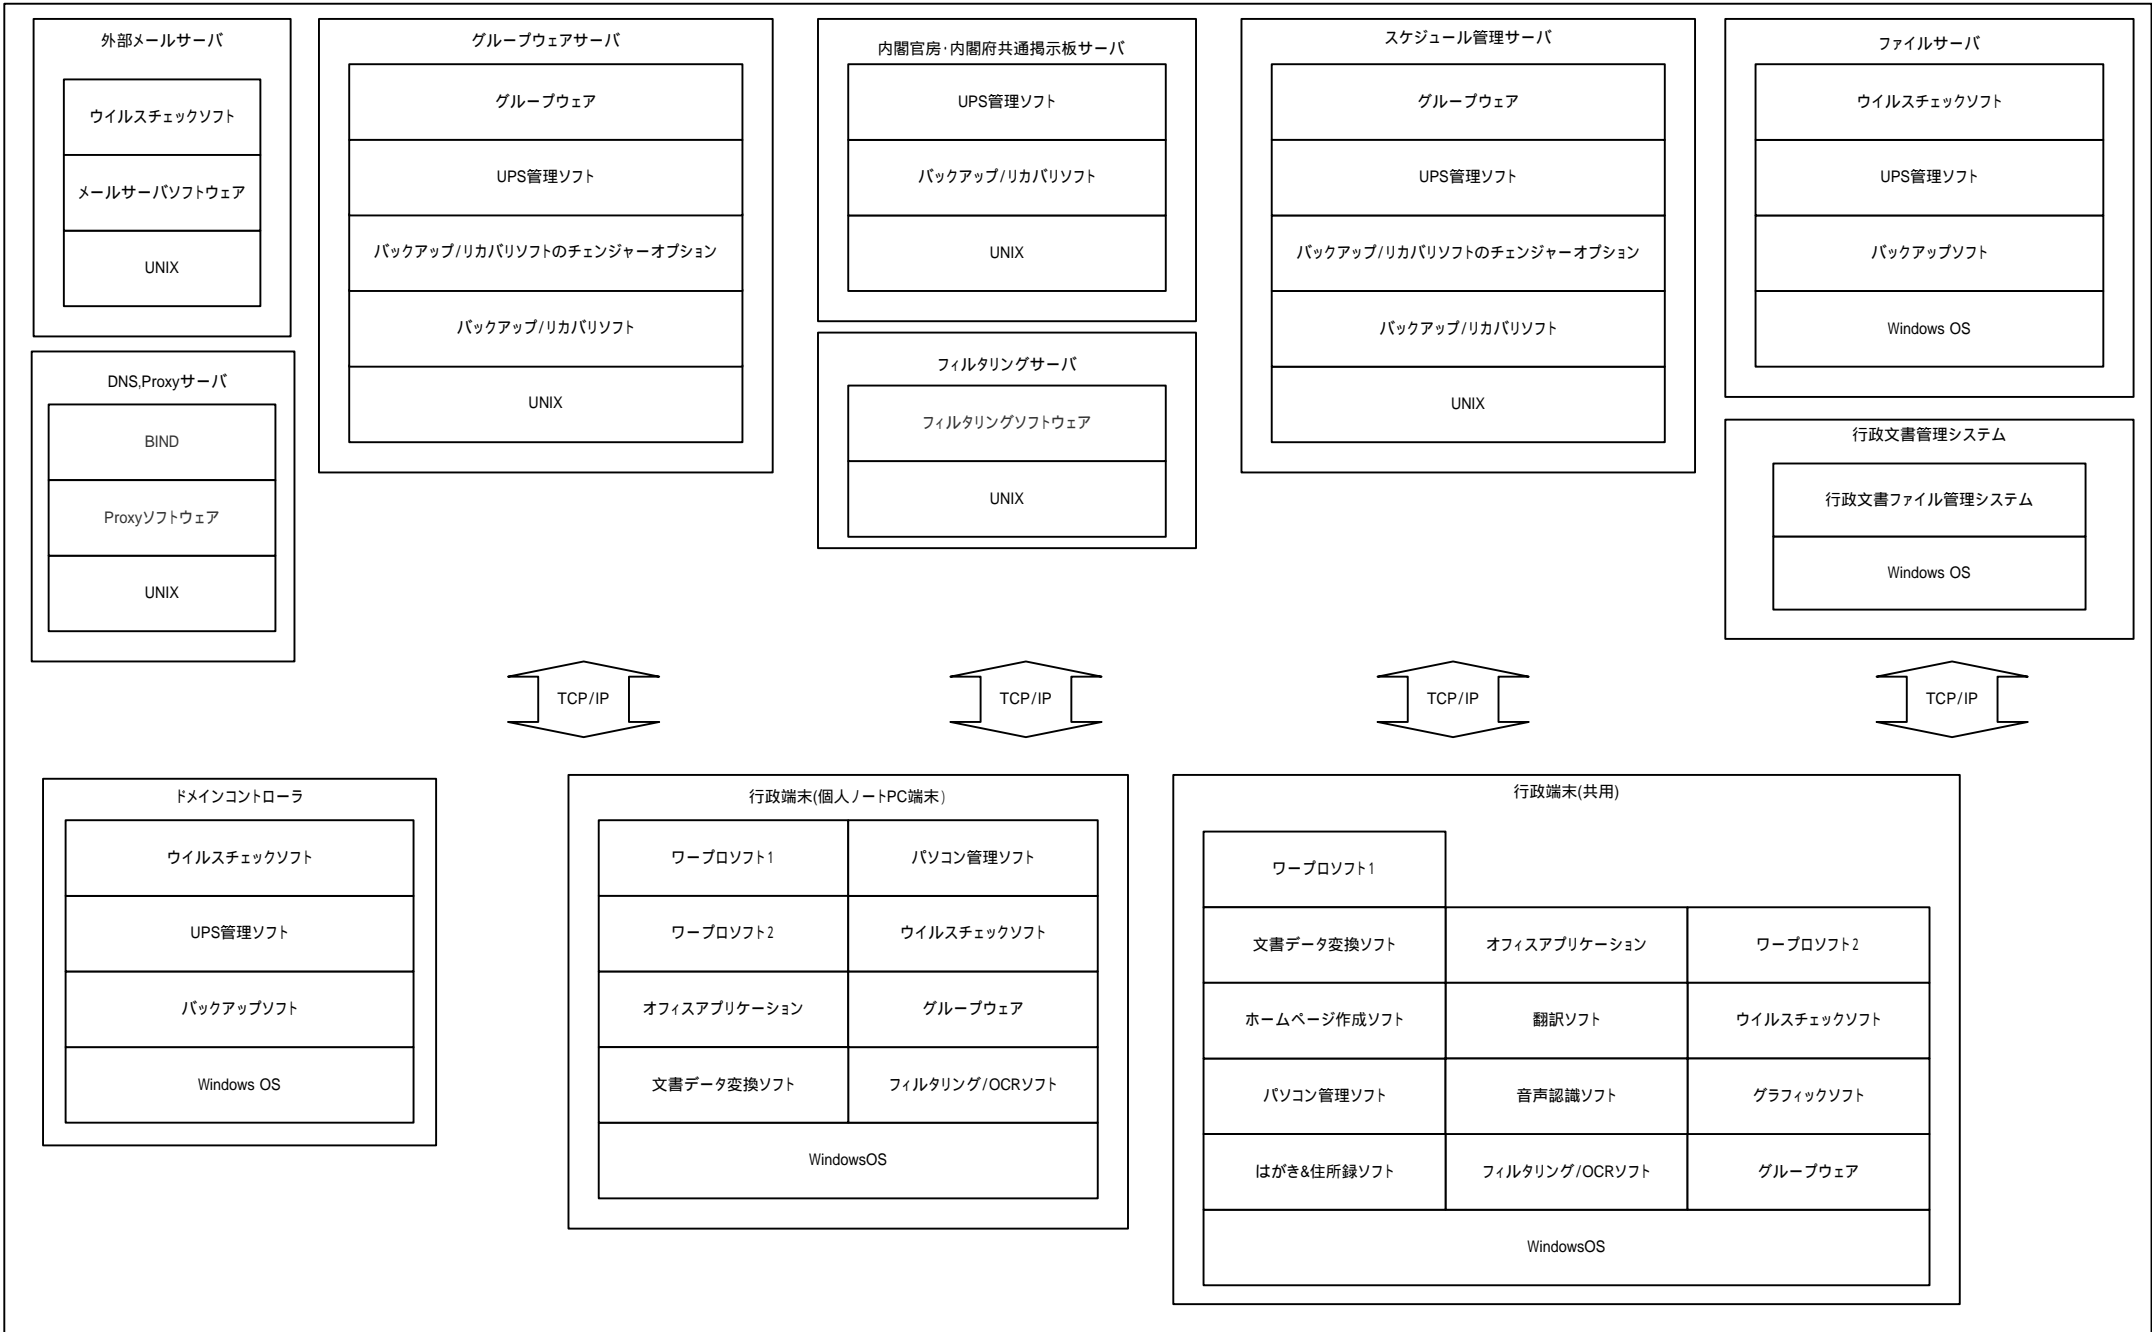 外部メールサーバ
ウイルスチェックソフト
メールサーバソフトウェア
UNIX
DNS,Proxyサーバ
BIND
Proxyソフトウェア
UNIX
グループウェアサーバ
グループウェア
UPS管理ソフト
バックアップ/リカバリソフトのチェンジャーオプション
バックアップ/リカバリソフト
UNIX
内閣官房・内閣府共通掲示板サーバ
UPS管理ソフト
バックアップ/リカバリソフト
UNIX
フィルタリングサーバ
フィルタリングソフトウェア
UNIX
スケジュール管理サーバ
グループウェア
UPS管理ソフト
バックアップ/リカバリソフトのチェンジャーオプション
バックアップ/リカバリソフト
UNIX
ファイルサーバ
ウイルスチェックソフト
UPS管理ソフト
バックアップソフト
Windows OS
行政文書管理システム
行政文書ファイル管理システム
Windows OS
TCP/IP
TCP/IP
TCP/IP
TCP/IP
ドメインコントローラ
ウイルスチェックソフト
UPS管理ソフト
バックアップソフト
Windows OS
行政端末(個人ノートPC端末)
ワープロソフト1
パソコン管理ソフト
ワープロソフト2
ウイルスチェックソフト
オフィスアプリケーション
グループウェア
文書データ変換ソフト
フィルタリング/OCRソフト
WindowsOS
行政端末(共用)
ワープロソフト1
文書データ変換ソフト
オフィスアプリケーション
ワープロソフト2
ホームページ作成ソフト
翻訳ソフト
ウイルスチェックソフト
パソコン管理ソフト
音声認識ソフト
グラフィックソフト
はがき&住所録ソフト
フィルタリング/OCRソフト
グループウェア
WindowsOS